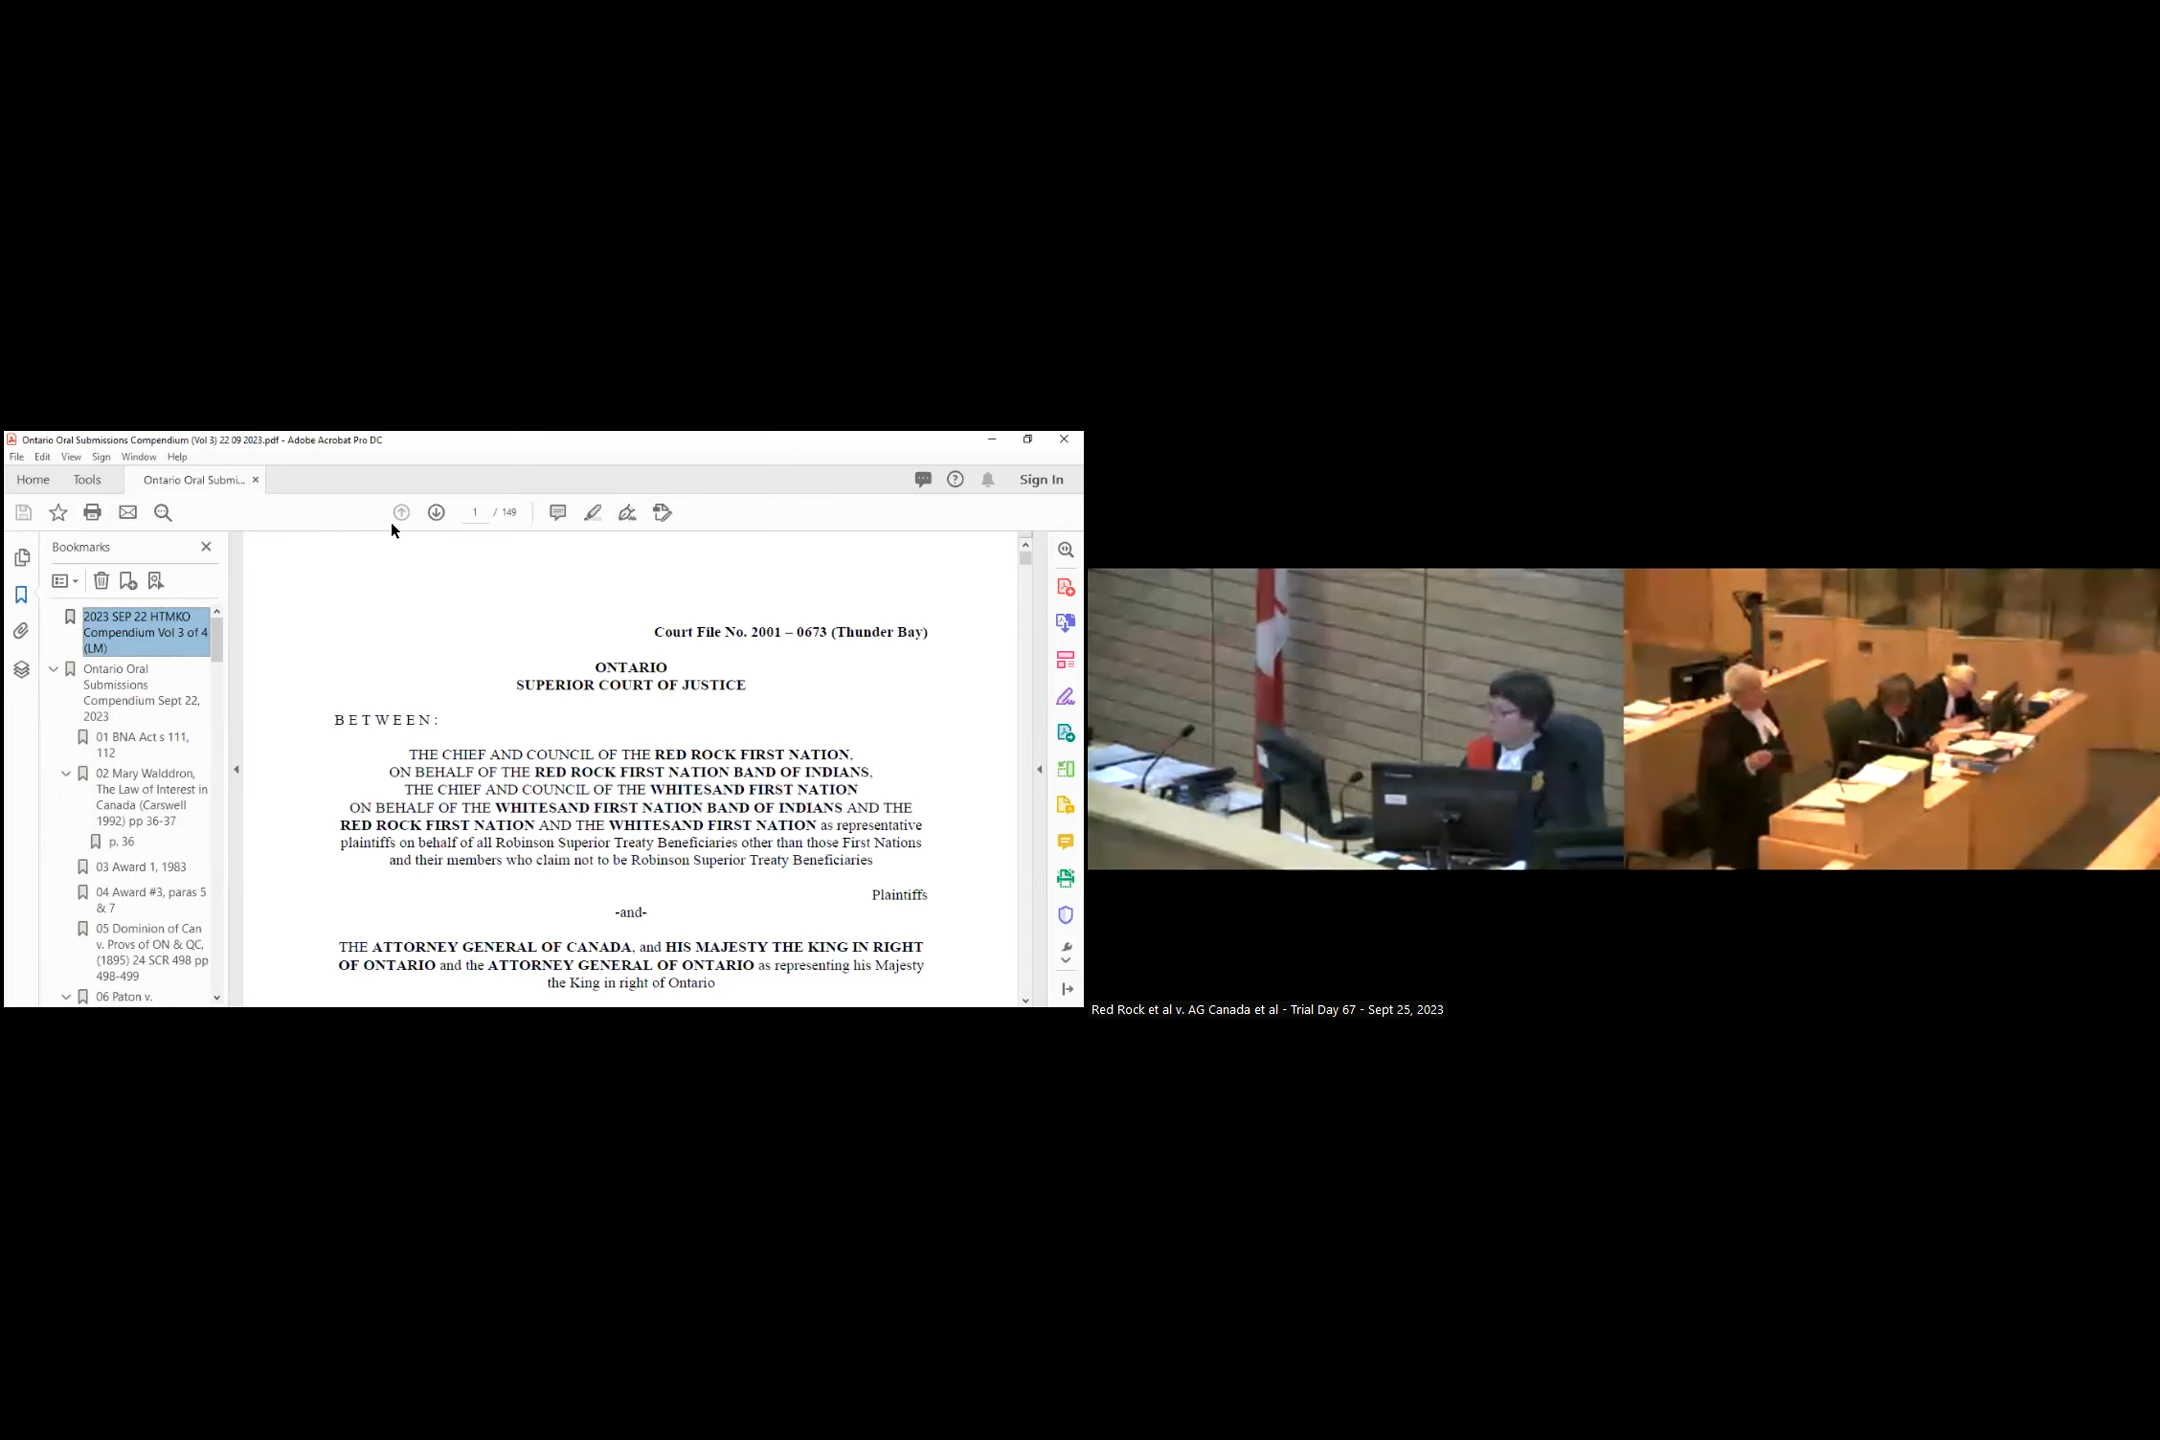 Ontario Oral Submissions Compendium (Vol 3) 22 09 2023.pdf - Adobe Acrobat Pro DC
File Edit View Sign Window Help
Home Tools Ontario Oral Submi... × Sign In
1 / 149
Bookmarks
2023 SEP 22 HTMKO
Compendium Vol 3 of 4
(LM)
Ontario Oral
Submissions
Compendium Sept 22,
2023
01 BNA Act s 111,
112
02 Mary Walddron,
The Law of Interest in
Canada (Carswell
1992) pp 36-37
p. 36
03 Award 1, 1983
04 Award #3, paras 5
& 7
05 Dominion of Can
v. Provs of ON & QC,
(1895) 24 SCR 498 pp
498-499
06 Paton v.
Court File No. 2001 – 0673 (Thunder Bay)
ONTARIO
SUPERIOR COURT OF JUSTICE
B E T W E E N :
THE CHIEF AND COUNCIL OF THE RED ROCK FIRST NATION,
ON BEHALF OF THE RED ROCK FIRST NATION BAND OF INDIANS,
THE CHIEF AND COUNCIL OF THE WHITESAND FIRST NATION
ON BEHALF OF THE WHITESAND FIRST NATION BAND OF INDIANS AND THE
RED ROCK FIRST NATION AND THE WHITESAND FIRST NATION as representative
plaintiffs on behalf of all Robinson Superior Treaty Beneficiaries other than those First Nations
and their members who claim not to be Robinson Superior Treaty Beneficiaries
Plaintiffs
-and-
THE ATTORNEY GENERAL OF CANADA, and HIS MAJESTY THE KING IN RIGHT
OF ONTARIO and the ATTORNEY GENERAL OF ONTARIO as representing his Majesty
the King in right of Ontario
Red Rock et al v. AG Canada et al - Trial Day 67 - Sept 25, 2023